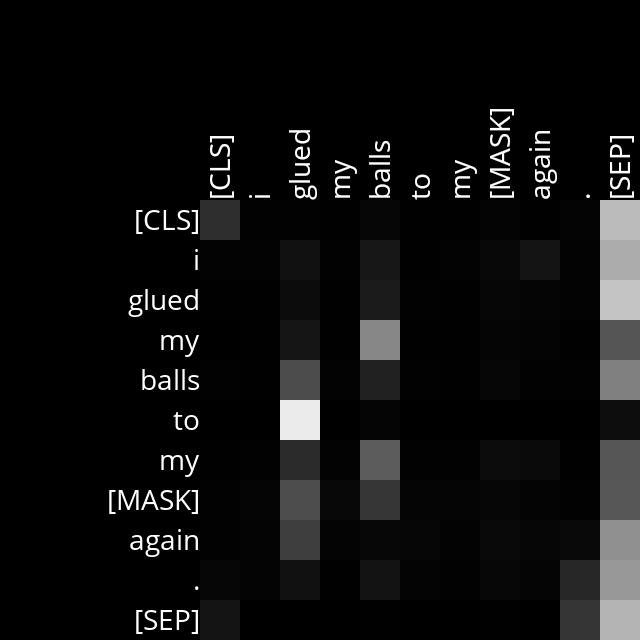 [CLS] i glued my balls to my [MASK] again . [SEP]
[CLS]
i
glued
my
balls
to
my
[MASK]
again
.
[SEP]